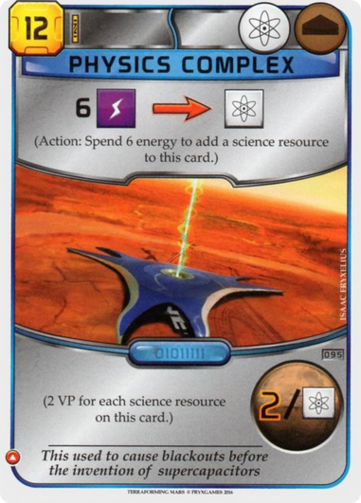 12
PHYSICS COMPLEX
6
(Action: Spend 6 energy to add a science resource
to this card.)
ISAAC FRYXELIUS
01011111
095
(2 VP for each science resource
on this card.)
2/
This used to cause blackouts before
the invention of supercapacitors
TERRAFORMING MARS © FRYXGAMES 2016